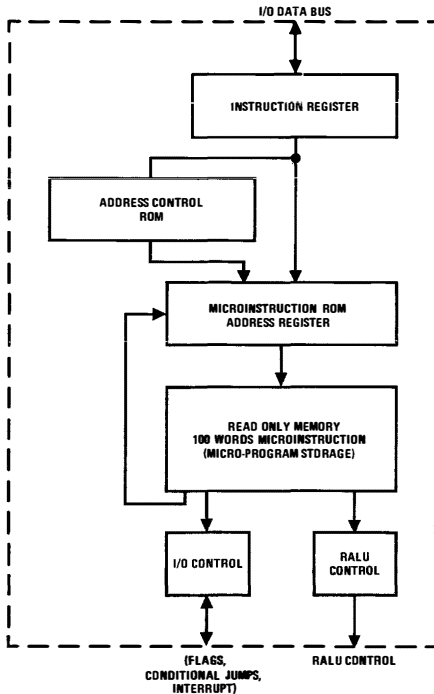 I/O DATA BUS
INSTRUCTION REGISTER
ADDRESS CONTROL
ROM
MICROINSTRUCTION ROM
ADDRESS REGISTER
READ ONLY MEMORY
100 WORDS MICROINSTRUCTION
(MICRO-PROGRAM STORAGE)
I/O CONTROL
RALU
CONTROL
(FLAGS,
CONDITIONAL JUMPS,
INTERRUPT)
RALU CONTROL